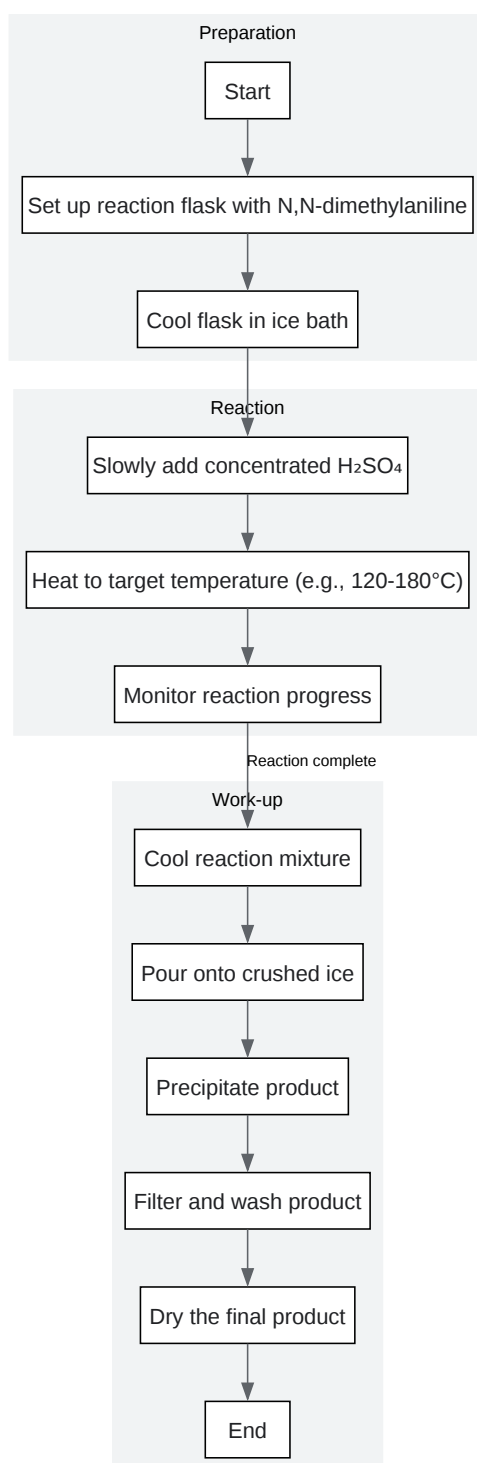 Preparation
Start
Set up reaction flask with N,N-dimethylaniline
Cool flask in ice bath
Reaction
Slowly add concentrated H₂SO₄
Heat to target temperature (e.g., 120-180°C)
Monitor reaction progress
Reaction complete
Work-up
Cool reaction mixture
Pour onto crushed ice
Precipitate product
Filter and wash product
Dry the final product
End